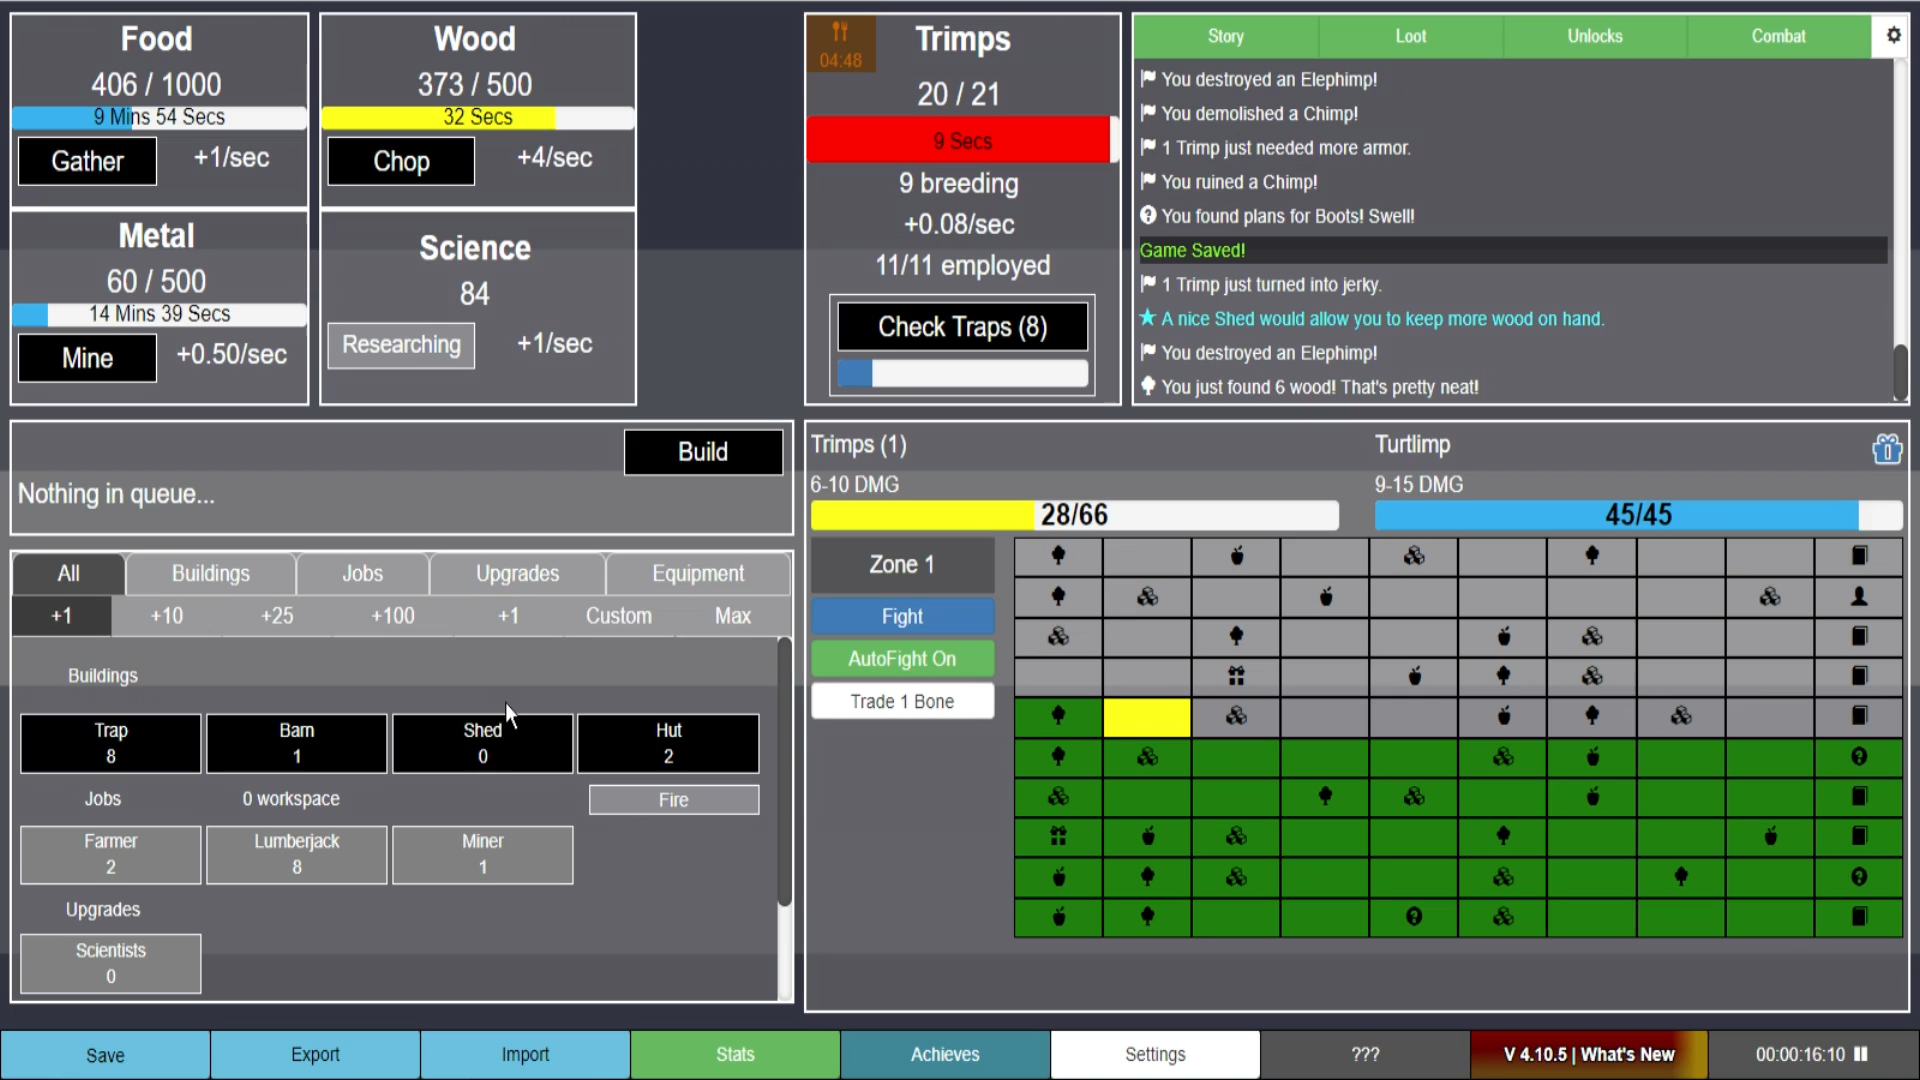 Food
406 / 1000
9 Mins 54 Secs
Gather
+1/sec
Wood
373 / 500
32 Secs
Chop
+4/sec
Metal
60 / 500
14 Mins 39 Secs
Mine
+0.50/sec
Science
84
Researching
+1/sec
04:48
Trimps
20 / 21
9 Secs
9 breeding
+0.08/sec
11/11 employed
Check Traps (8)
Story
Loot
Unlocks
Combat
You destroyed an Elephimp!
You demolished a Chimp!
1 Trimp just needed more armor.
You ruined a Chimp!
You found plans for Boots! Swell!
Game Saved!
1 Trimp just turned into jerky.
A nice Shed would allow you to keep more wood on hand.
You destroyed an Elephimp!
You just found 6 wood! That's pretty neat!
Build
Nothing in queue...
All
Buildings
Jobs
Upgrades
Equipment
+1
+10
+25
+100
+1
Custom
Max
Buildings
Trap
8
Barn
1
Shed
0
Hut
2
Jobs
0 workspace
Fire
Farmer
2
Lumberjack
8
Miner
1
Upgrades
Scientists
0
Trimps (1)
6-10 DMG
28/66
Turtlimp
9-15 DMG
45/45
Zone 1
Fight
AutoFight On
Trade 1 Bone
Save
Export
Import
Stats
Achieves
Settings
???
V 4.10.5 | What's New
00:00:16:10